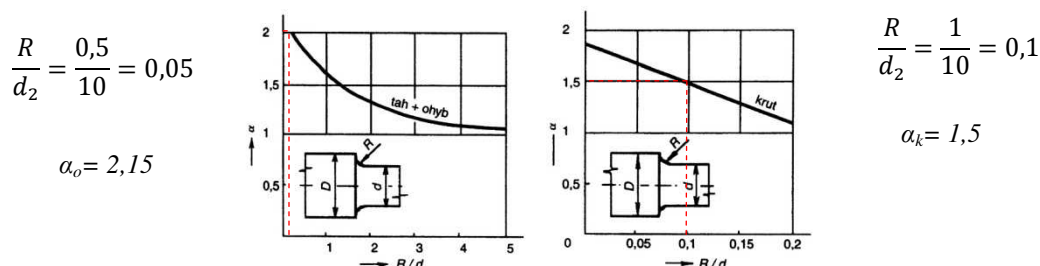 R/d₂ = 0,5/10 = 0,05
αₒ= 2,15
2
1,5
1
0,5
α
tah + ohyb
R
D
d
1
2
3
4
5
R/d
2
1,5
1
0,5
0
α
krut
R
D
d
0,05
0,1
0,15
0,2
R/d
R/d₂ = 1/10 = 0,1
αₖ= 1,5